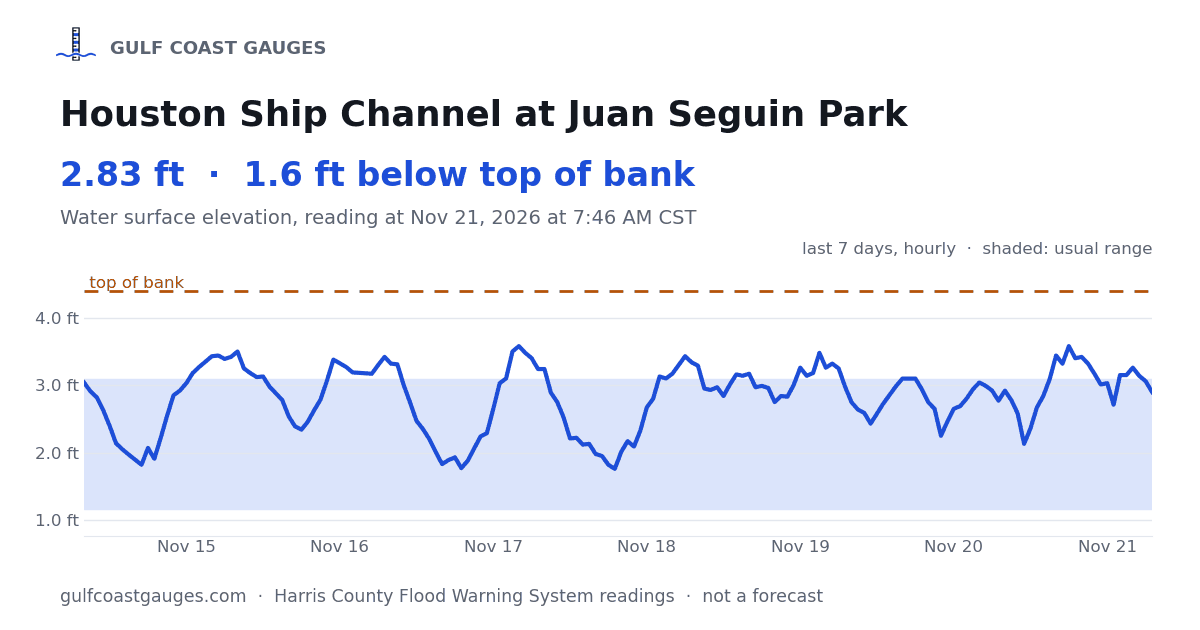 GULF COAST GAUGES
Houston Ship Channel at Juan Seguin Park
2.83 ft · 1.6 ft below top of bank
Water surface elevation, reading at Nov 21, 2026 at 7:46 AM CST
last 7 days, hourly · shaded: usual range
top of bank
4.0 ft
3.0 ft
2.0 ft
1.0 ft
Nov 15 Nov 16 Nov 17 Nov 18 Nov 19 Nov 20 Nov 21
gulfcoastgauges.com · Harris County Flood Warning System readings · not a forecast